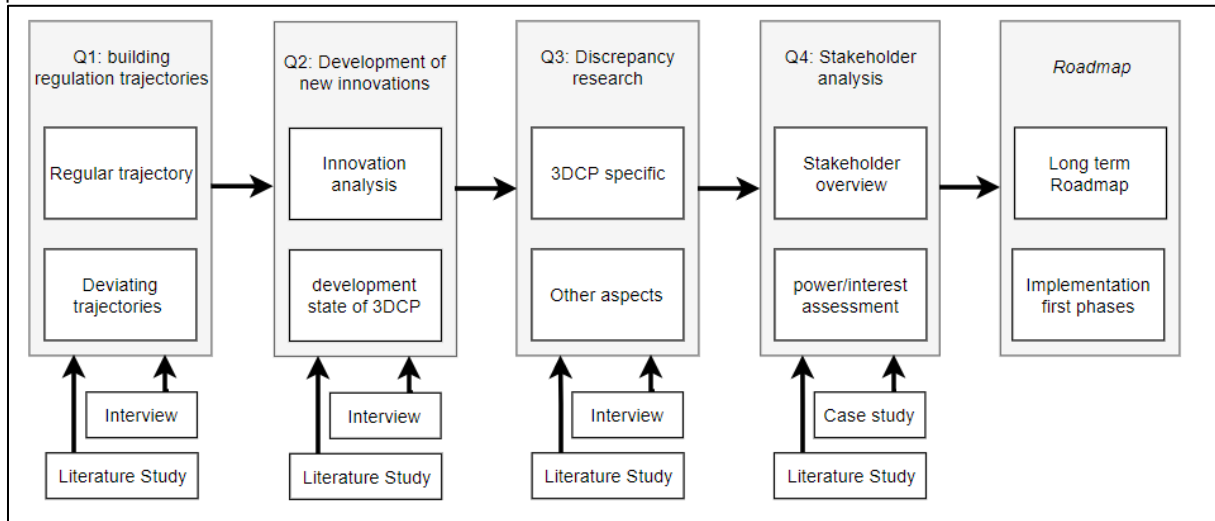 Q1: building
regulation trajectories
Regular trajectory
Deviating
trajectories
Interview
Literature Study
Q2: Development of
new innovations
Innovation
analysis
development
state of 3DCP
Interview
Literature Study
Q3: Discrepancy
research
3DCP specific
Other aspects
Interview
Literature Study
Q4: Stakeholder
analysis
Stakeholder
overview
power/interest
assessment
Case study
Literature Study
Roadmap
Long term
Roadmap
Implementation
first phases